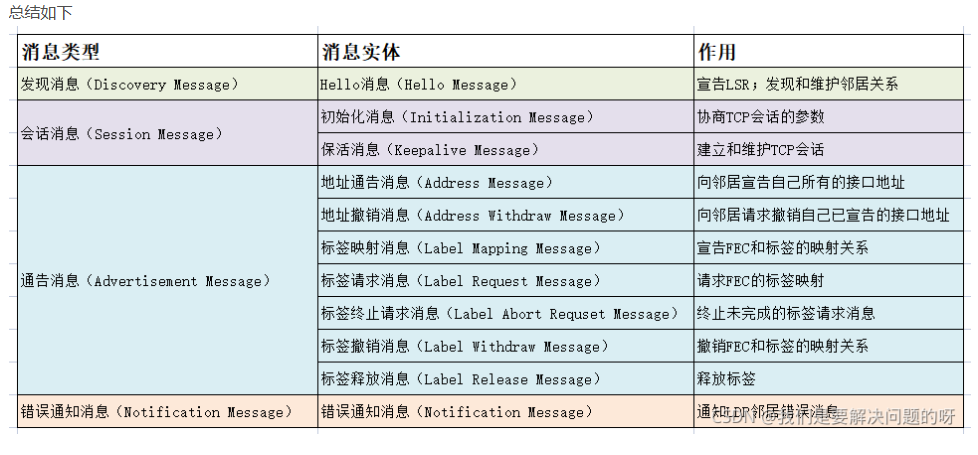 总结如下
消息类型 消息实体 作用
发现消息（Discovery Message） Hello消息（Hello Message） 宣告LSR；发现和维护邻居关系
会话消息（Session Message） 初始化消息（Initialization Message） 协商TCP会话的参数
保活消息（Keepalive Message） 建立和维护TCP会话
通告消息（Advertisement Message） 地址通告消息（Address Message） 向邻居宣告自己所有的接口地址
地址撤销消息（Address Withdraw Message） 向邻居请求撤销自己已宣告的接口地址
标签映射消息（Label Mapping Message） 宣告FEC和标签的映射关系
标签请求消息（Label Request Message） 请求FEC的标签映射
标签终止请求消息（Label Abort Requset Message） 终止未完成的标签请求消息
标签撤销消息（Label Withdraw Message） 撤销FEC和标签的映射关系
标签释放消息（Label Release Message） 释放标签
错误通知消息（Notification Message） 错误通知消息（Notification Message） 通知LDP邻居错误消息
CSDN @我们是要解决问题的呀